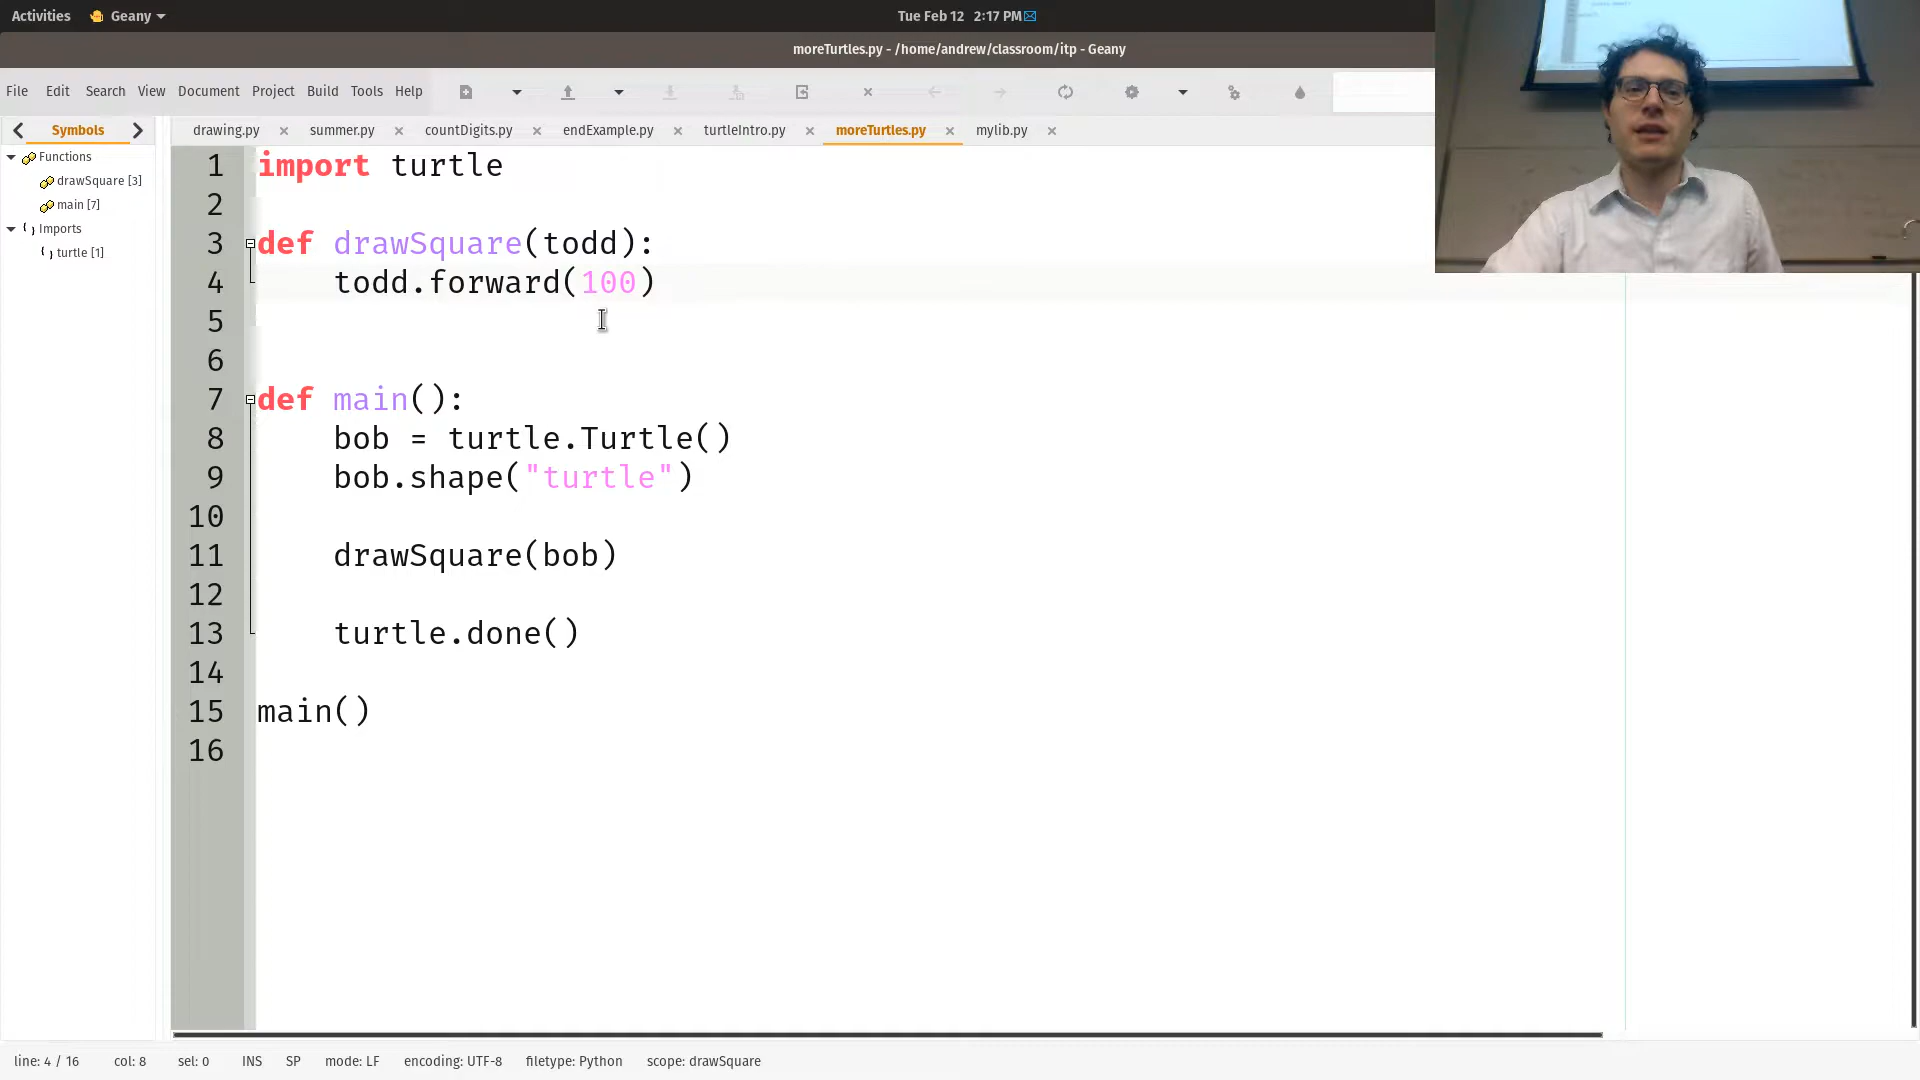 Activities Geany Tue Feb 12 2:17 PM
moreTurtles.py - /home/andrew/classroom/itp - Geany
File Edit Search View Document Project Build Tools Help
Symbols drawing.py summer.py countDigits.py endExample.py turtleIntro.py moreTurtles.py mylib.py
Functions
drawSquare [3]
main [7]
Imports
turtle [1]
1 import turtle
2
3 def drawSquare(todd):
4 todd.forward(100)
5
6
7 def main():
8 bob = turtle.Turtle()
9 bob.shape("turtle")
10
11 drawSquare(bob)
12
13 turtle.done()
14
15 main()
16
line: 4 / 16 col: 8 sel: 0 INS SP mode: LF encoding: UTF-8 filetype: Python scope: drawSquare